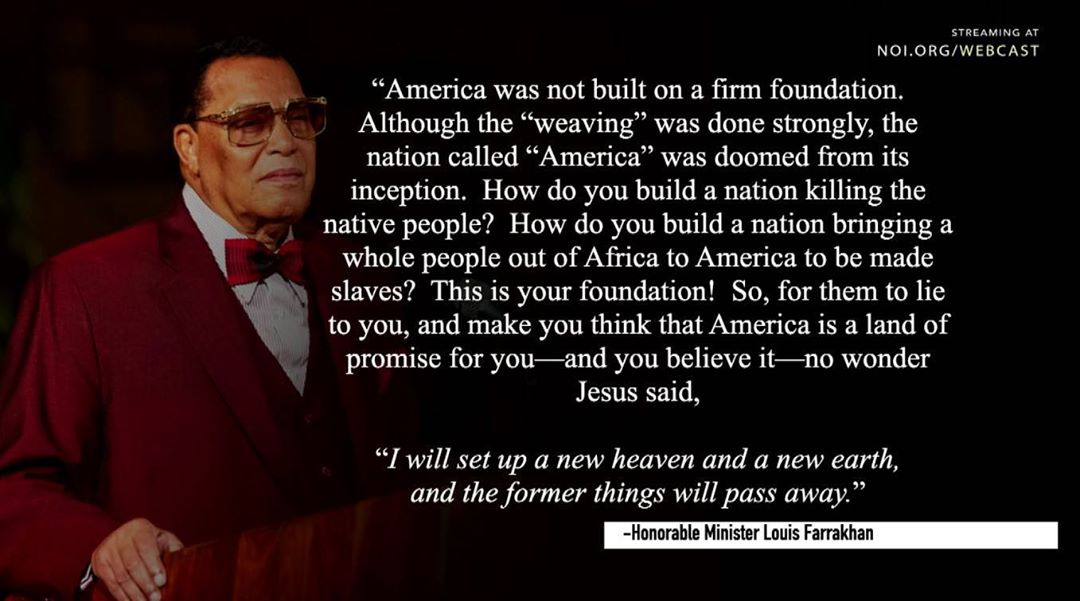 STREAMING AT
NOI.ORG/WEBCAST
“America was not built on a firm foundation.
Although the “weaving” was done strongly, the
nation called “America” was doomed from its
inception.  How do you build a nation killing the
native people?  How do you build a nation bringing a
whole people out of Africa to America to be made
slaves?  This is your foundation!  So, for them to lie
to you, and make you think that America is a land of
promise for you—and you believe it—no wonder
Jesus said,
“I will set up a new heaven and a new earth,
and the former things will pass away.”
–Honorable Minister Louis Farrakhan